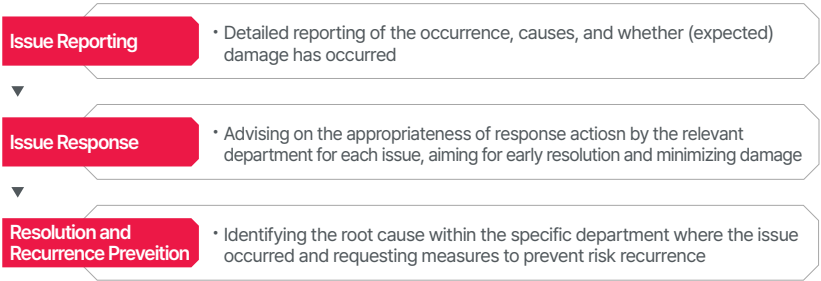 Issue Reporting
• Detailed reporting of the occurrence, causes, and whether (expected)
damage has occurred
Issue Response
• Advising on the appropriateness of response actiosn by the relevant
department for each issue, aiming for early resolution and minimizing damage
Resolution and
Recurrence Preveition
• Identifying the root cause within the specific department where the issue
occurred and requesting measures to prevent risk recurrence